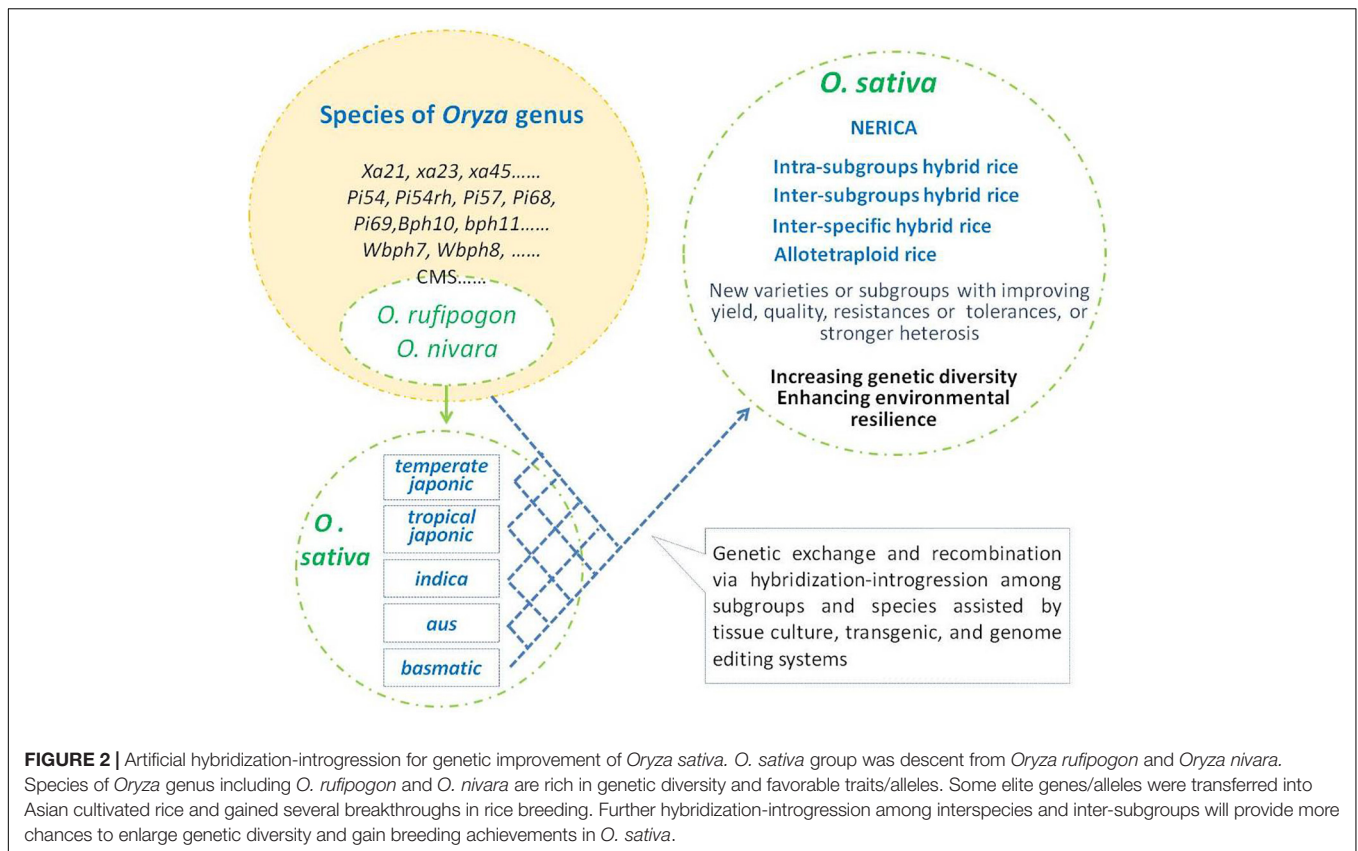 Species of Oryza genus
Xa21, xa23, xa45......
Pi54, Pi54rh, Pi57, Pi68,
Pi69,Bph10, bph11......
Wbph7, Wbph8, ......
CMS......
O. rufipogon
O. nivara
O. sativa
NERICA
Intra-subgroups hybrid rice
Inter-subgroups hybrid rice
Inter-specific hybrid rice
Allotetraploid rice
New varieties or subgroups with improving
yield, quality, resistances or tolerances, or
stronger heterosis
Increasing genetic diversity
Enhancing environmental
resilience
O .
sativa
temperate
japonic
tropical
japonic
indica
aus
basmatic
Genetic exchange and recombination
via hybridization-introgression among
subgroups and species assisted by
tissue culture, transgenic, and genome
editing systems
FIGURE 2 | Artificial hybridization-introgression for genetic improvement of Oryza sativa. O. sativa group was descent from Oryza rufipogon and Oryza nivara.
Species of Oryza genus including O. rufipogon and O. nivara are rich in genetic diversity and favorable traits/alleles. Some elite genes/alleles were transferred into
Asian cultivated rice and gained several breakthroughs in rice breeding. Further hybridization-introgression among interspecies and inter-subgroups will provide more
chances to enlarge genetic diversity and gain breeding achievements in O. sativa.